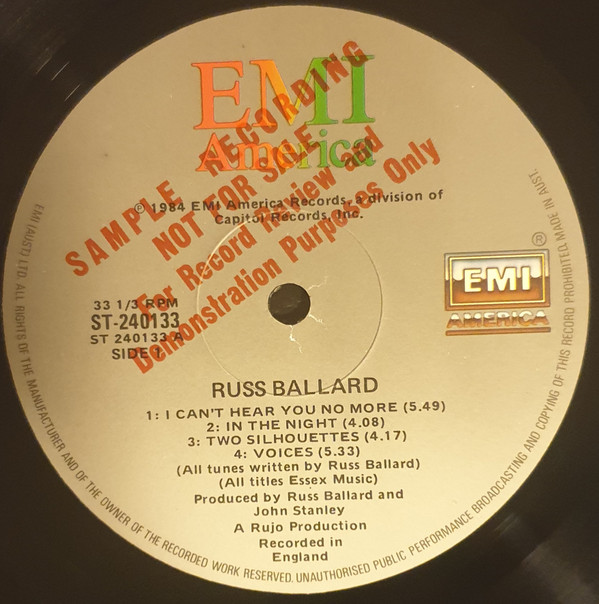 EMI
America
SAMPLE RECORDING
NOT FOR SALE
For Record Review and
Demonstration Purposes Only
℗ 1984 EMI America Records, a division of
Capitol Records, Inc.
33 1/3 RPM
ST-240133
ST 240133 A
SIDE 1
®
EMI
AMERICA
RUSS BALLARD
1: I CAN'T HEAR YOU NO MORE (5.49)
2: IN THE NIGHT (4.08)
3: TWO SILHOUETTES (4.17)
4: VOICES (5.33)
(All tunes written by Russ Ballard)
(All titles Essex Music)
Produced by Russ Ballard and
John Stanley
A Rujo Production
Recorded in
England
EMI (AUST) LTD. ALL RIGHTS OF THE MANUFACTURER AND OF THE OWNER OF THE RECORDED WORK RESERVED. UNAUTHORISED PUBLIC PERFORMANCE BROADCASTING AND COPYING OF THIS RECORD PROHIBITED. MADE IN AUST.